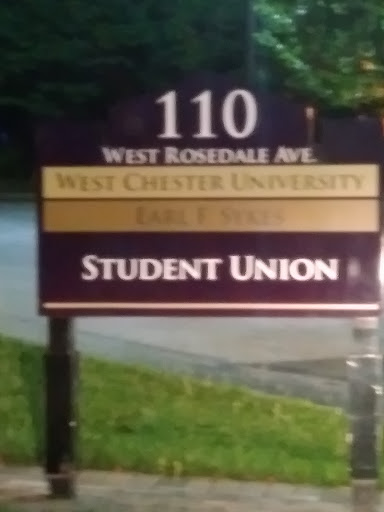 110
WEST ROSEDALE AVE.
WEST CHESTER UNIVERSITY
EARL F. SYKES
STUDENT UNION